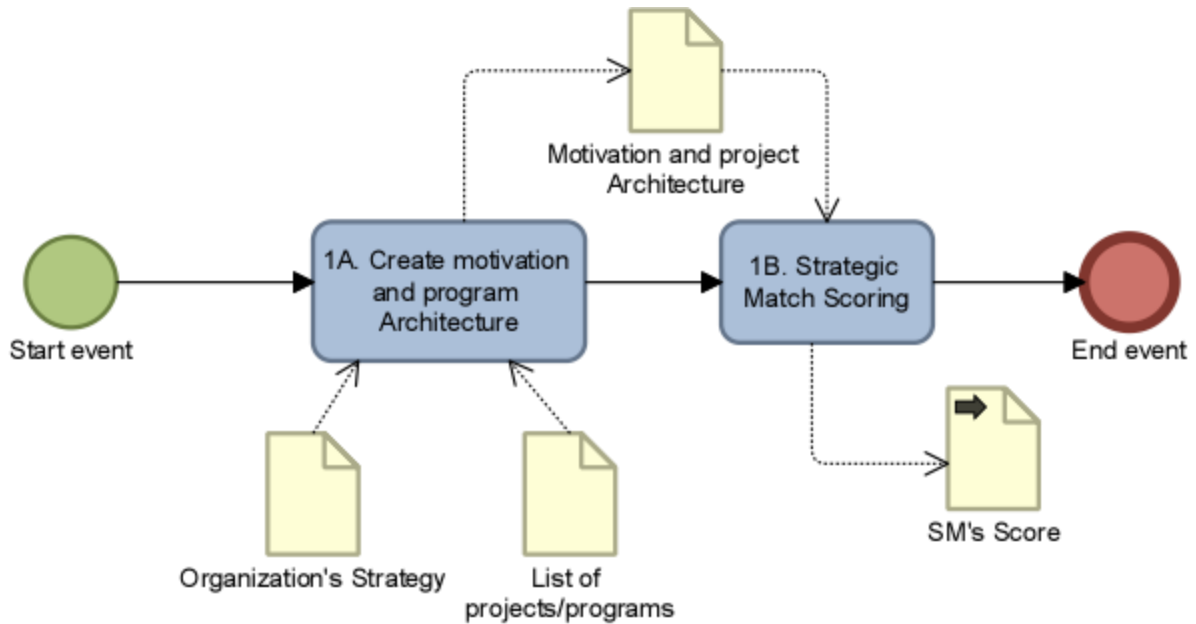 Motivation and project
Architecture
1A. Create motivation
and program
Architecture
1B. Strategic
Match Scoring
Start event
End event
SM's Score
Organization's Strategy
List of
projects/programs